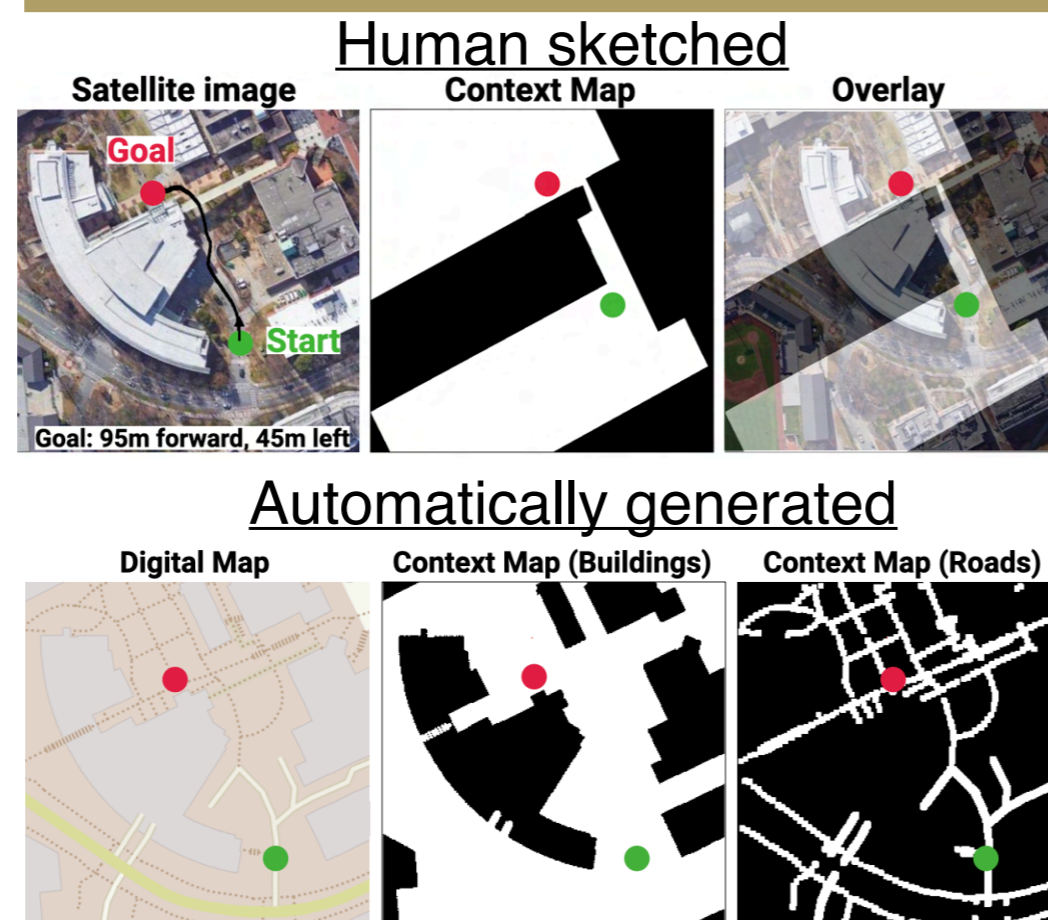 Human sketched
Satellite image
Context Map
Overlay
Goal
Start
Goal: 95m forward, 45m left
Automatically generated
Digital Map
Context Map (Buildings)
Context Map (Roads)